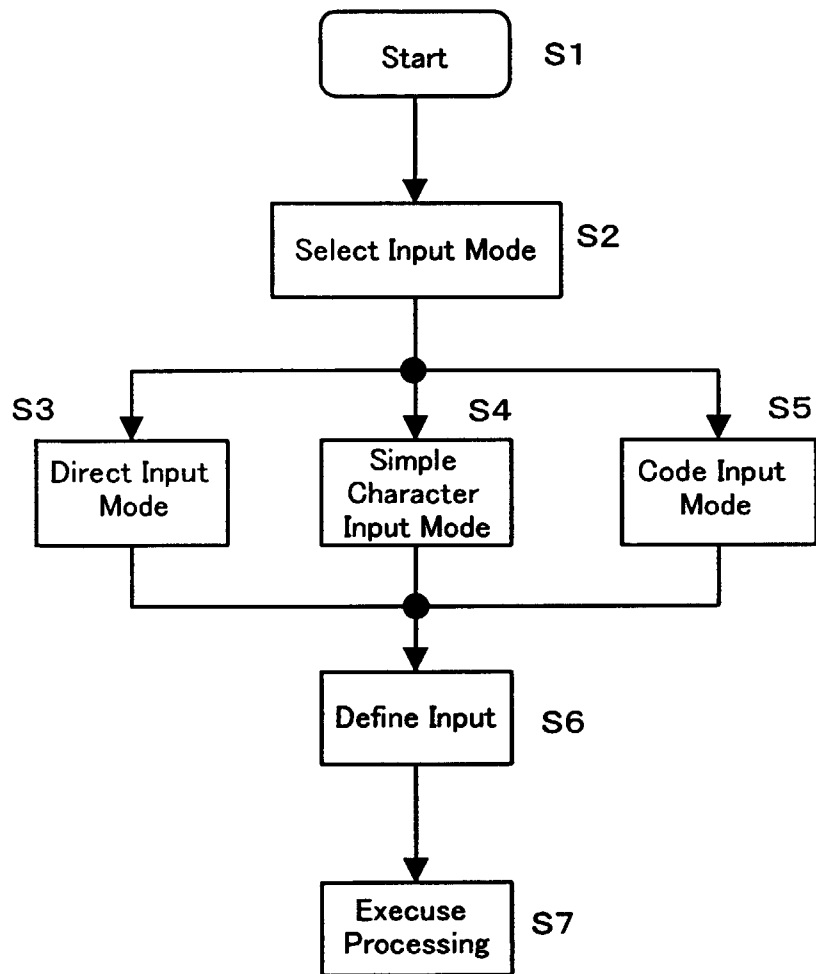 Start
S1
Select Input Mode
S2
S3
S4
S5
Direct Input
Mode
Simple
Character
Input Mode
Code Input
Mode
Define Input
S6
Execuse
Processing
S7